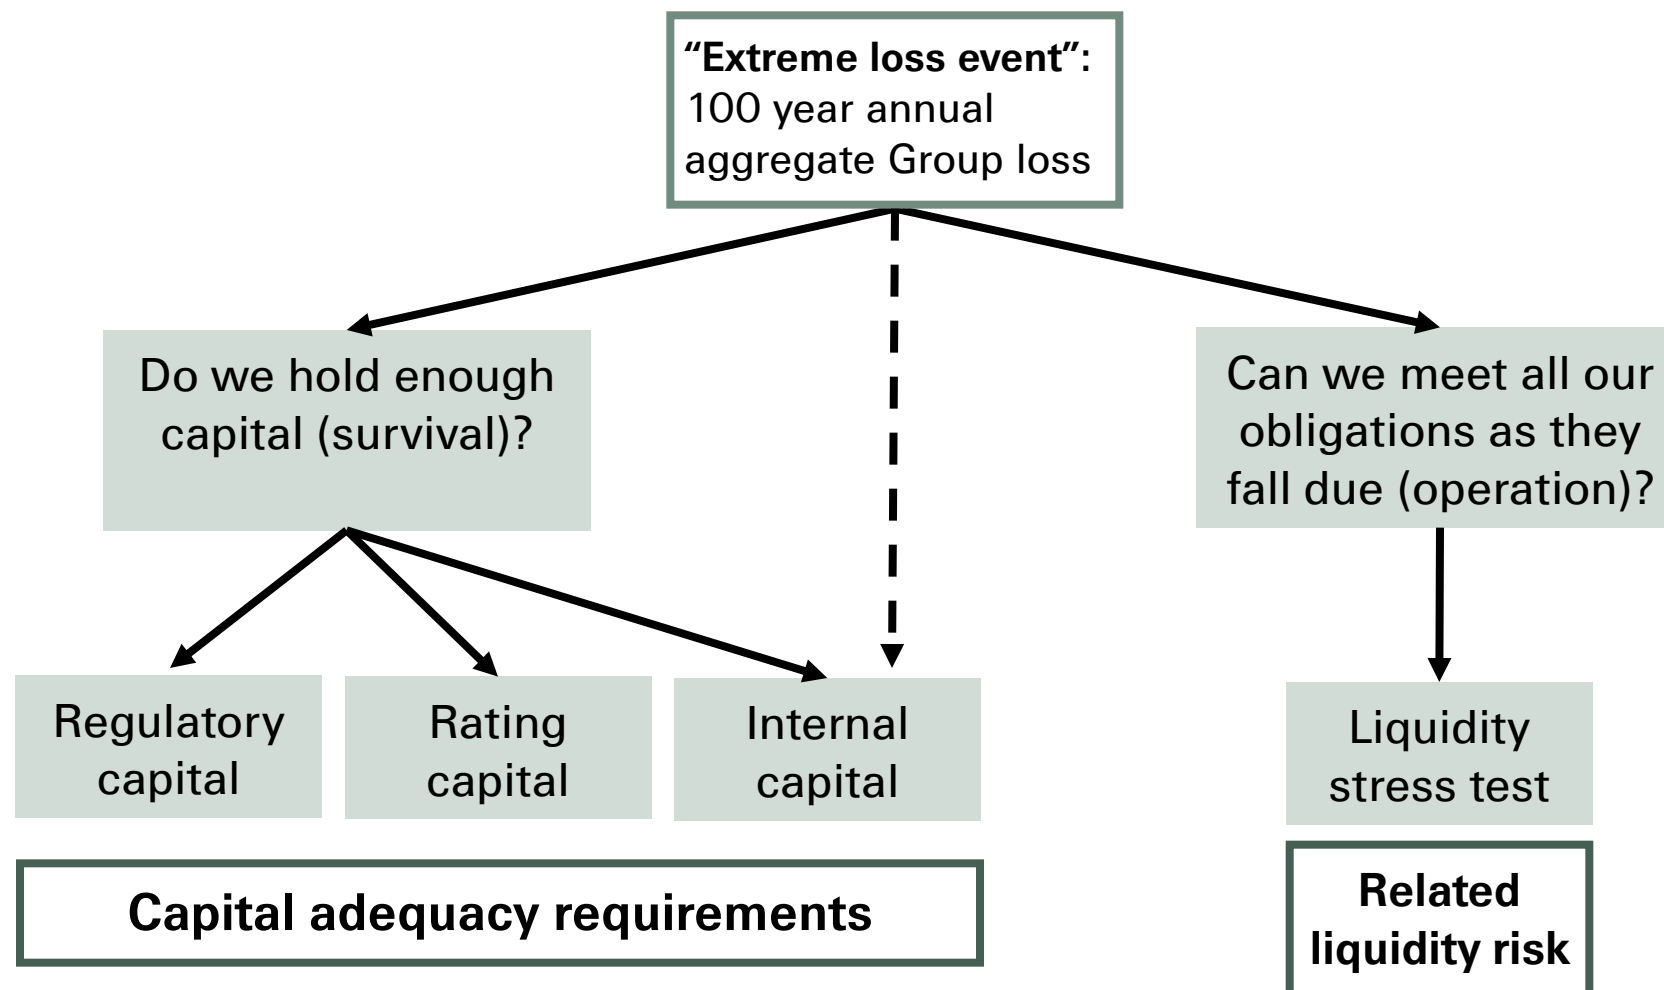 “Extreme loss event”:
100 year annual
aggregate Group loss
Do we hold enough
capital (survival)?
Can we meet all our
obligations as they
fall due (operation)?
Regulatory
capital
Rating
capital
Internal
capital
Liquidity
stress test
Capital adequacy requirements
Related
liquidity risk